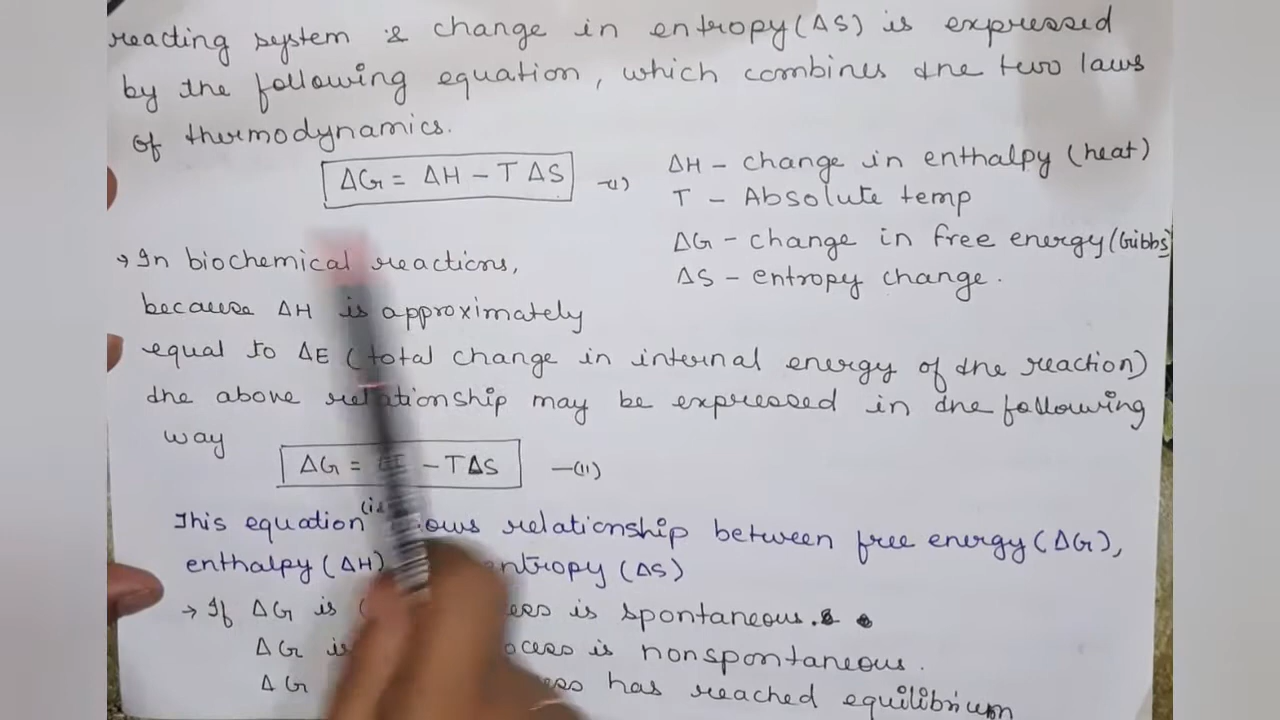 reacting system & change in entropy (ΔS) is expressed
by the following equation, which combines the two laws
of thermodynamics.
ΔG = ΔH - T ΔS -(1)
ΔH - change in enthalpy (heat)
T - Absolute temp
ΔG - change in free energy (Gibbs)
ΔS - entropy change.
→ In biochemical reactions,
because ΔH is approximately
equal to ΔE (total change in internal energy of the reaction)
the above relationship may be expressed in the following
way
ΔG = - TΔS -(11)
This equation relationship between free energy (ΔG),
enthalpy (ΔH) entropy (ΔS)
→ If ΔG is is spontaneous.
ΔG is is nonspontaneous.
ΔG has reached equilibrium